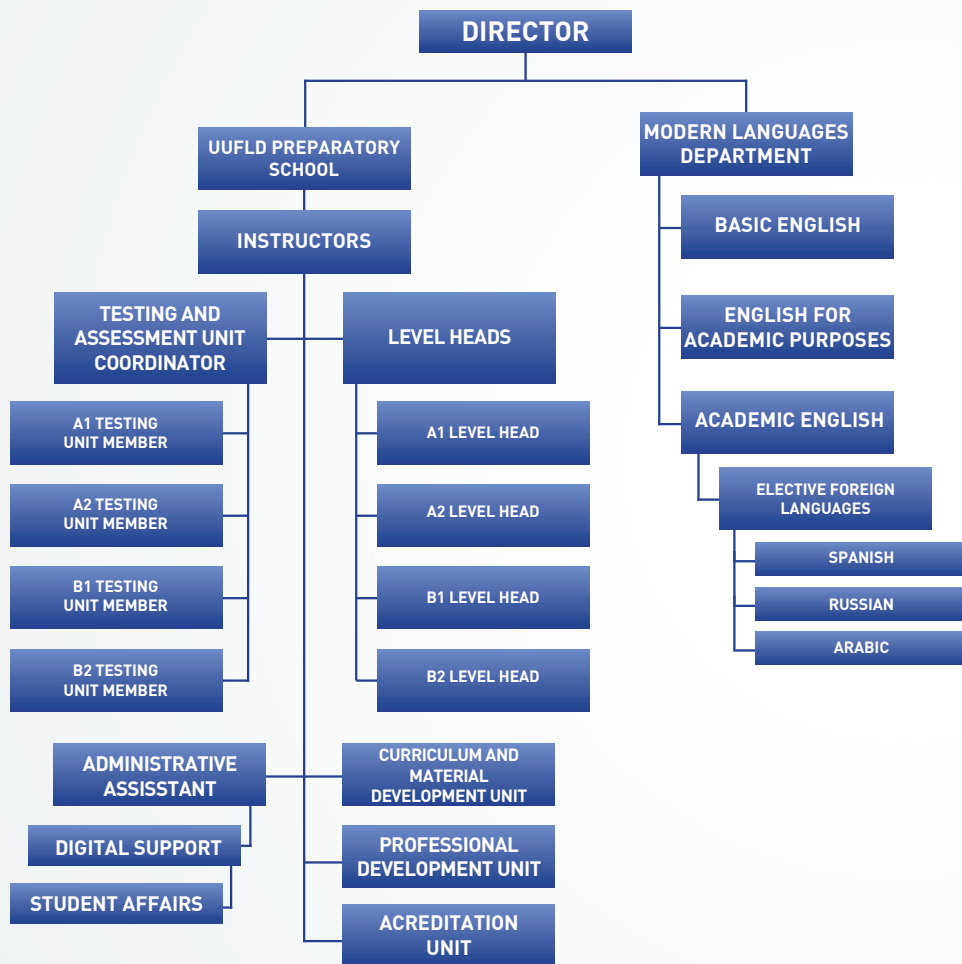 DIRECTOR
UUFLD PREPARATORY
SCHOOL
INSTRUCTORS
TESTING AND
ASSESSMENT UNIT
COORDINATOR
A1 TESTING
UNIT MEMBER
A2 TESTING
UNIT MEMBER
B1 TESTING
UNIT MEMBER
B2 TESTING
UNIT MEMBER
LEVEL HEADS
A1 LEVEL HEAD
A2 LEVEL HEAD
B1 LEVEL HEAD
B2 LEVEL HEAD
ADMINISTRATIVE
ASSISSTANT
DIGITAL SUPPORT
STUDENT AFFAIRS
CURRICULUM AND
MATERIAL
DEVELOPMENT UNIT
PROFESSIONAL
DEVELOPMENT UNIT
ACREDITATION
UNIT
MODERN LANGUAGES
DEPARTMENT
BASIC ENGLISH
ENGLISH FOR
ACADEMIC PURPOSES
ACADEMIC ENGLISH
ELECTIVE FOREIGN
LANGUAGES
SPANISH
RUSSIAN
ARABIC